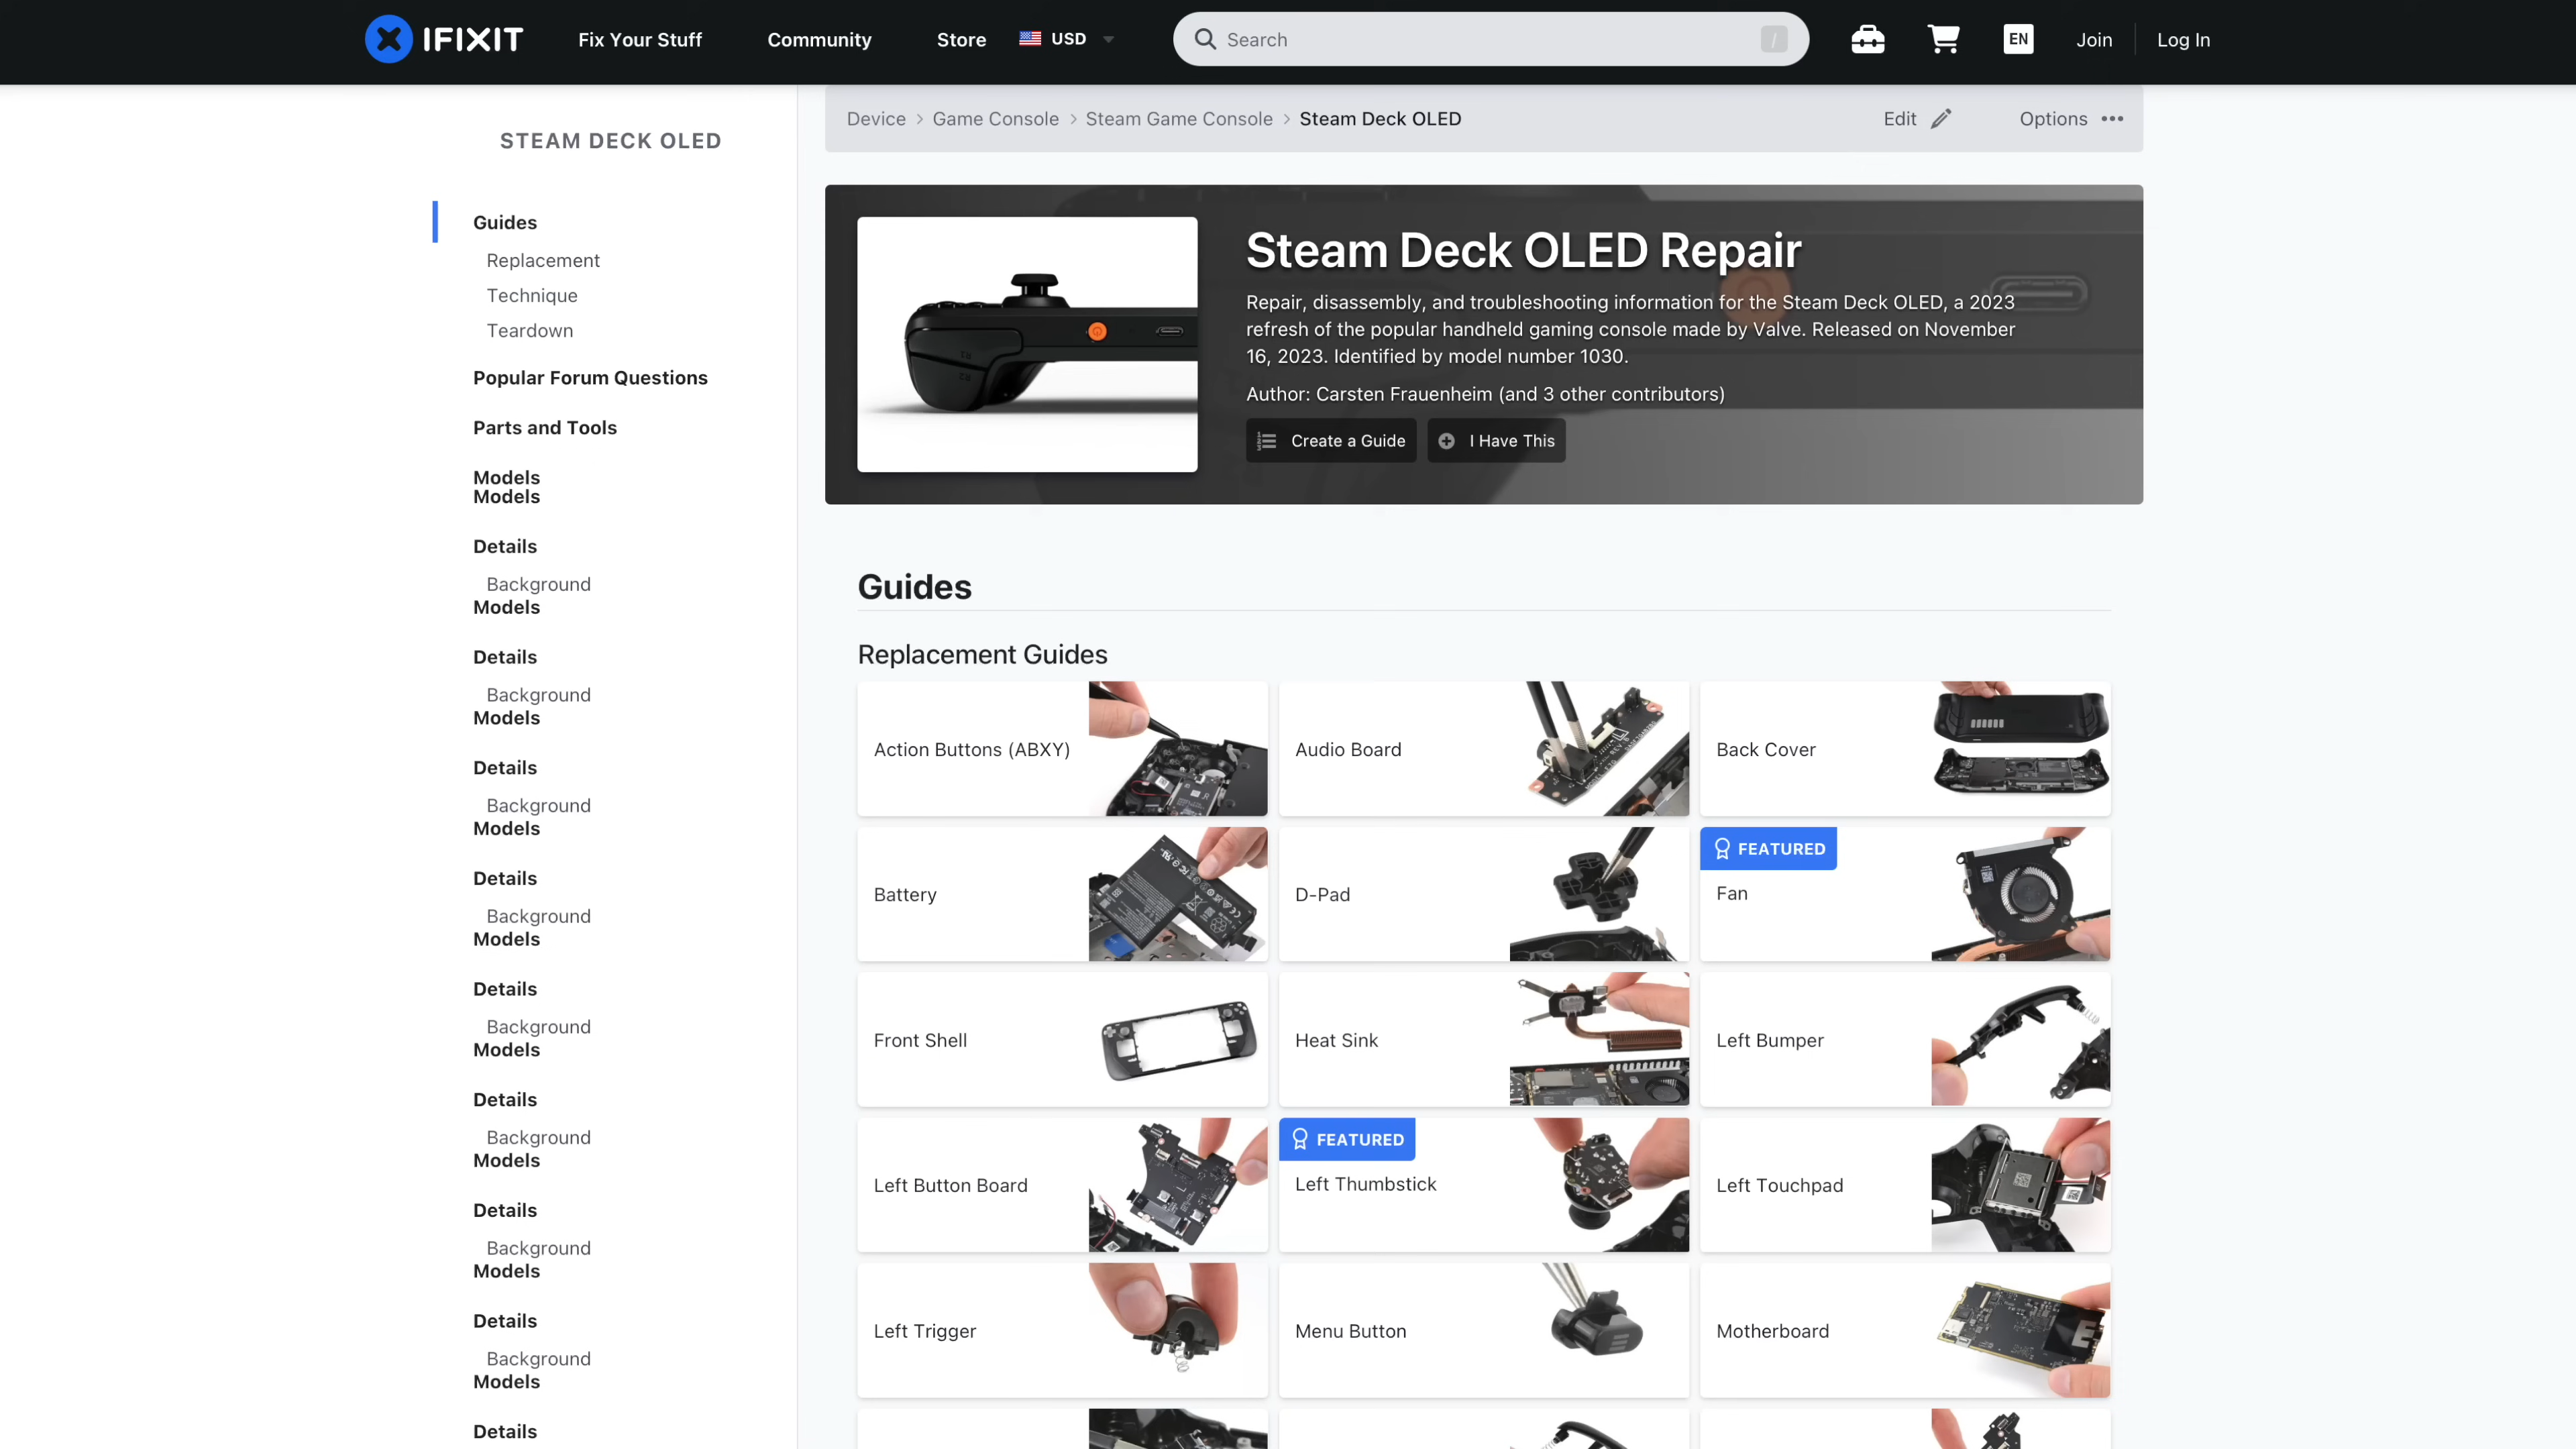 IFIXIT
Fix Your Stuff
Community
Store
USD
Search
/
EN
Join
Log In
STEAM DECK OLED
Guides
Replacement
Technique
Teardown
Popular Forum Questions
Parts and Tools
Models
Models
Details
Background
Models
Details
Background
Models
Details
Background
Models
Details
Background
Models
Details
Background
Models
Details
Background
Models
Details
Background
Models
Details
Background
Models
Details
Device > Game Console > Steam Game Console > Steam Deck OLED
Edit
Options
Steam Deck OLED Repair
Repair, disassembly, and troubleshooting information for the Steam Deck OLED, a 2023
refresh of the popular handheld gaming console made by Valve. Released on November
16, 2023. Identified by model number 1030.
Author: Carsten Frauenheim (and 3 other contributors)
Create a Guide
I Have This
Guides
Replacement Guides
Action Buttons (ABXY)
Audio Board
Back Cover
Battery
D-Pad
FEATURED
Fan
Front Shell
Heat Sink
Left Bumper
Left Button Board
FEATURED
Left Thumbstick
Left Touchpad
Left Trigger
Menu Button
Motherboard